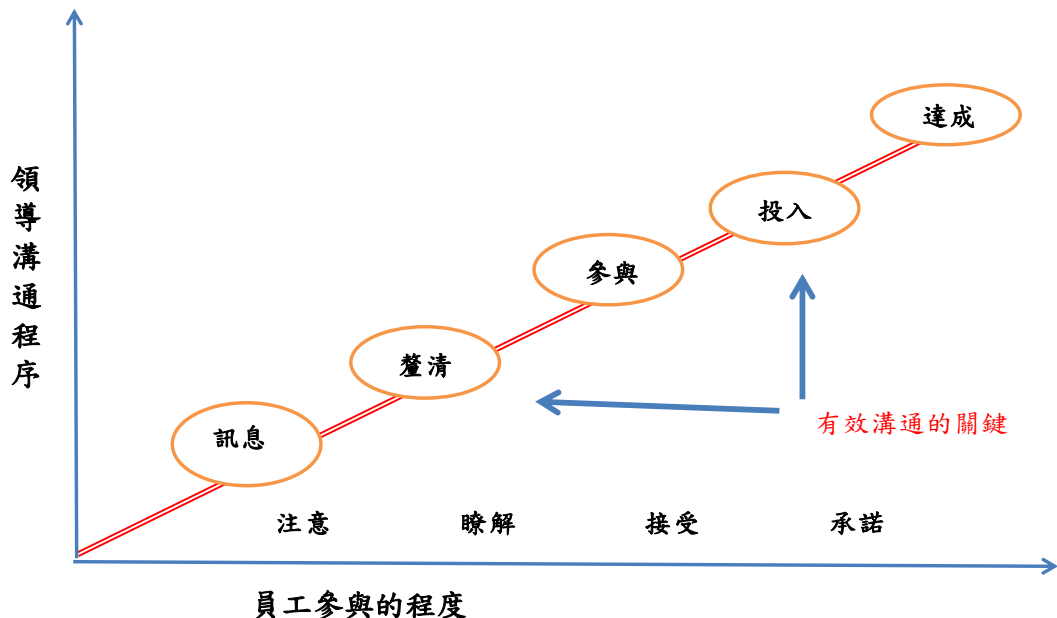 達成
投入
參與
釐清
訊息
領導溝通程序
有效溝通的關鍵
注意 瞭解 接受 承諾
員工參與的程度